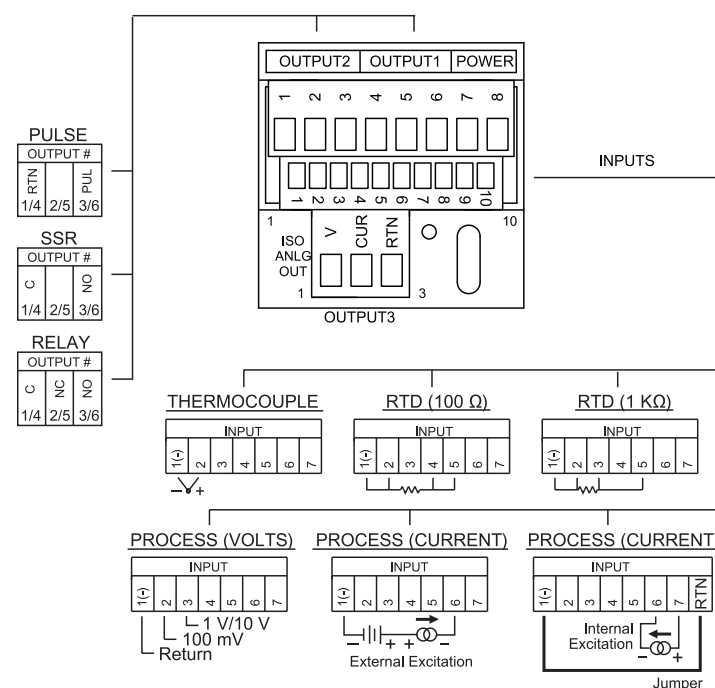 OUTPUT2 OUTPUT1 POWER
1 2 3 4 5 6 7 8
1 2 3 4 5 6 7 8 9 10
1 10
ISO
ANLG
OUT
V CUR RTN
1 3
OUTPUT3
INPUTS
PULSE
OUTPUT #
RTN PUL
1/4 2/5 3/6
SSR
OUTPUT #
C NO
1/4 2/5 3/6
RELAY
OUTPUT #
C NC NO
1/4 2/5 3/6
THERMOCOUPLE
INPUT
1(-) 2 3 4 5 6 7
– +
RTD (100 Ω)
INPUT
1(-) 2 3 4 5 6 7
RTD (1 KΩ)
INPUT
1(-) 2 3 4 5 6 7
PROCESS (VOLTS)
INPUT
1(-) 2 3 4 5 6 7
1 V/10 V
100 mV
Return
PROCESS (CURRENT)
INPUT
1(-) 2 3 4 5 6 7
– + + –
External Excitation
PROCESS (CURRENT
INPUT
1(-) 2 3 4 5 6 7 RTN
Internal
Excitation
– +
Jumper